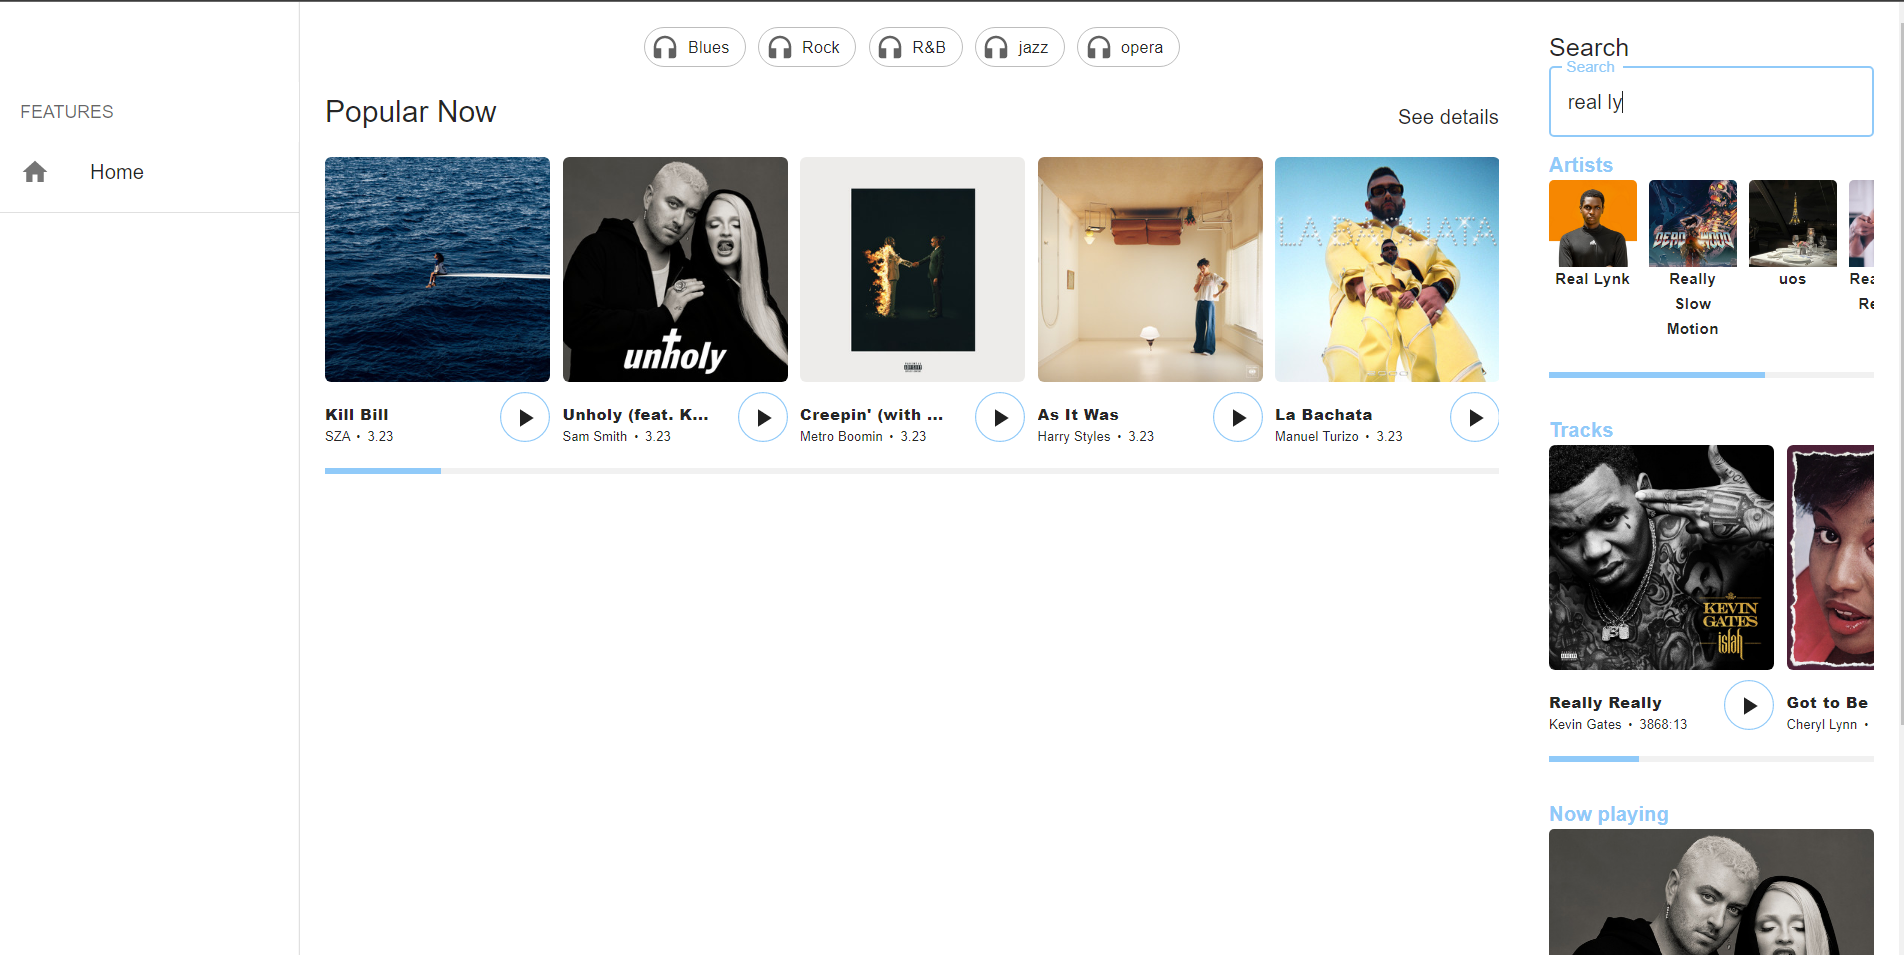 Blues
Rock
R&B
jazz
opera
FEATURES
Home
Popular Now
See details
unholy
LA BACHATA
Kill Bill
SZA • 3.23
Unholy (feat. K...
Sam Smith • 3.23
Creepin' (with ...
Metro Boomin • 3.23
As It Was
Harry Styles • 3.23
La Bachata
Manuel Turizo • 3.23
Search
Search
real ly
Artists
Real Lynk
Really
Slow
Motion
uos
Rea
Re
Tracks
KEVIN
GATES
islah
Really Really
Kevin Gates • 3868:13
Got to Be
Cheryl Lynn •
Now playing